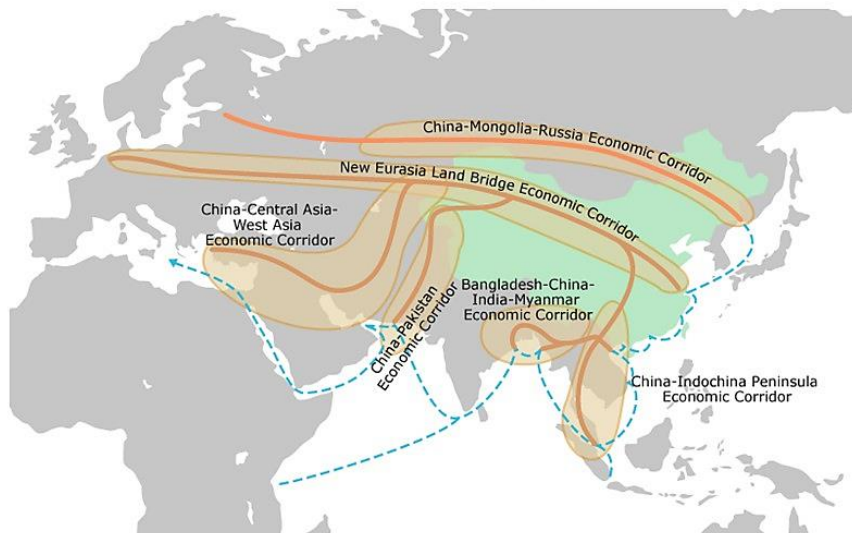 China-Mongolia-Russia Economic Corridor
New Eurasia Land Bridge Economic Corridor
China-Central Asia-
West Asia
Economic Corridor
China-Pakistan
Economic Corridor
Bangladesh-China-
India-Myanmar
Economic Corridor
China-Indochina Peninsula
Economic Corridor